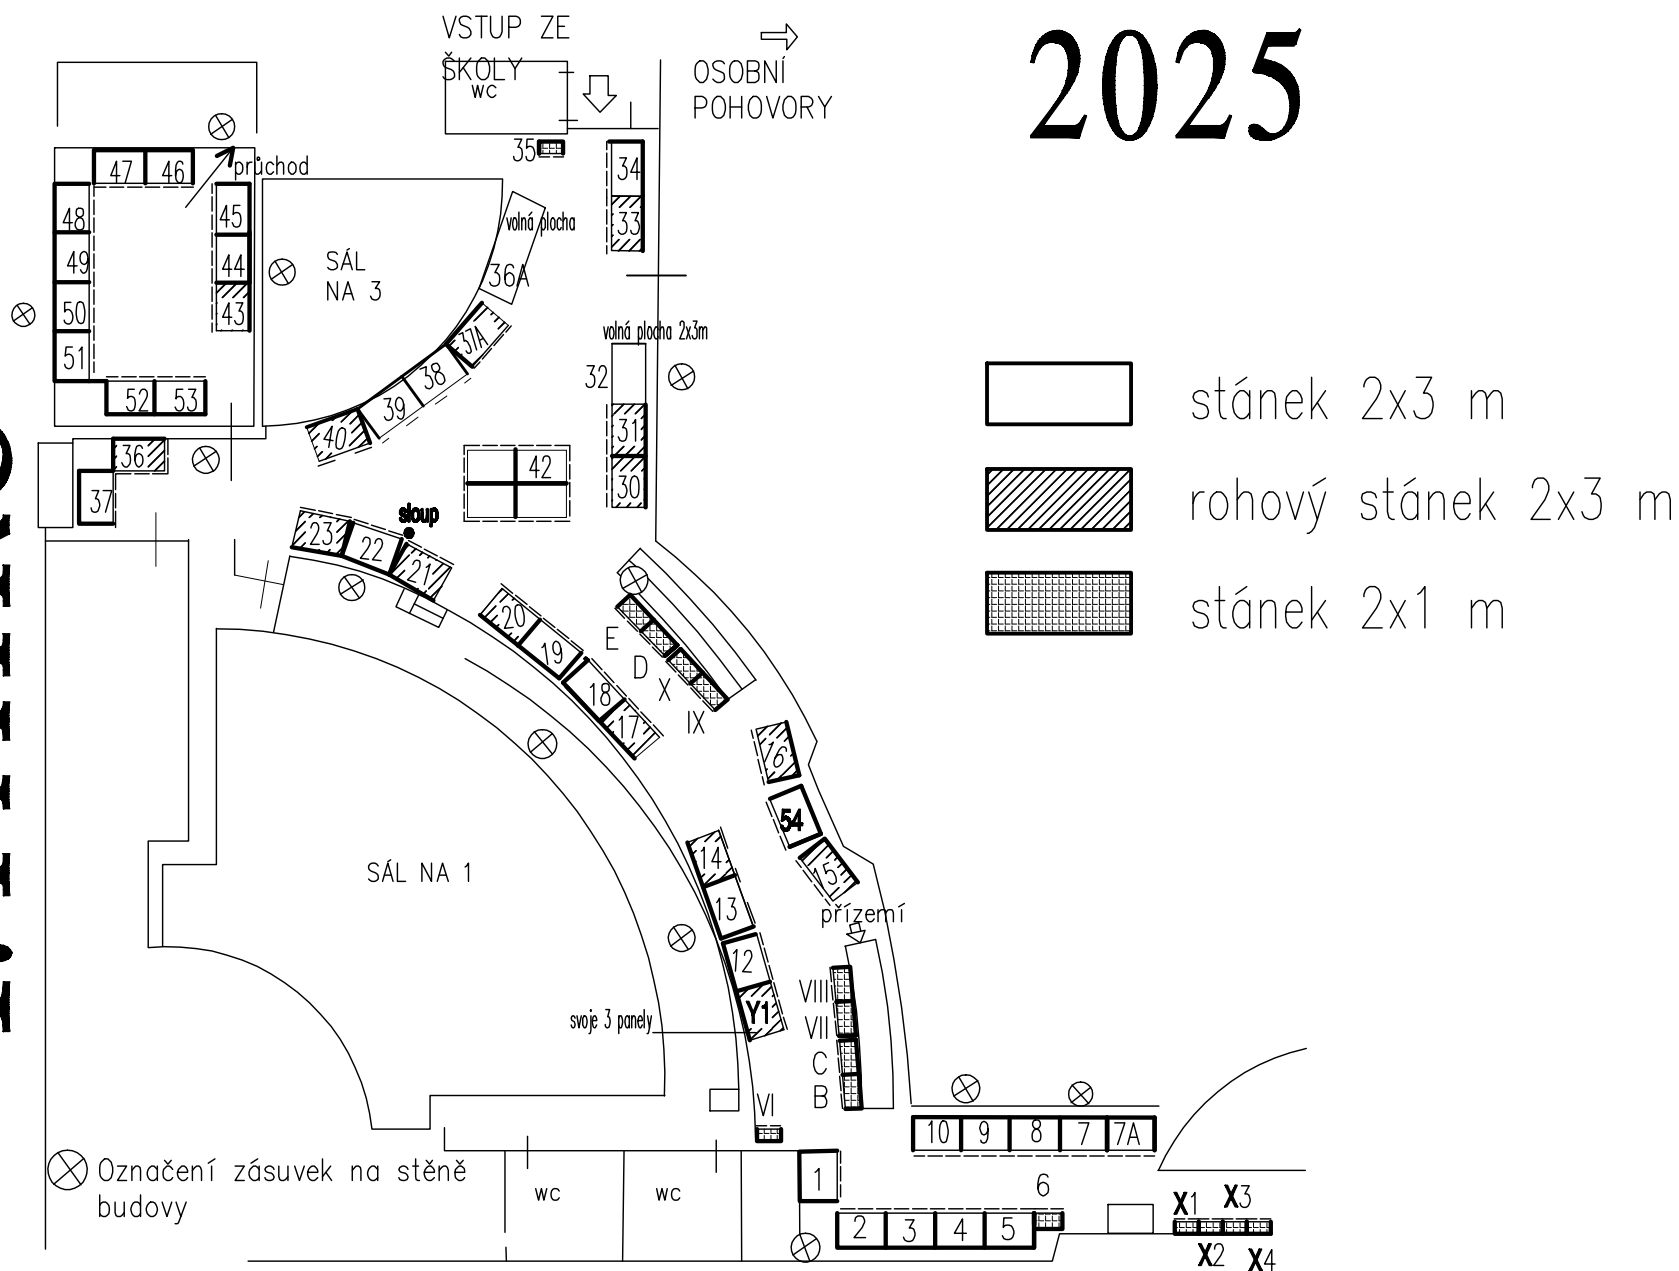 VSTUP ZE
ŠKOLY
WC
OSOBNÍ
POHOVORY
2025
35
34
33
47
46
průchod
48
45
49
44
50
43
51
52
53
SÁL
NA 3
volná plocha
36A
37A
38
39
40
volná plocha 2x3m
32
31
30
36
37
42
stánek 2x3 m
rohový stánek 2x3 m
stánek 2x1 m
sloup
23
22
21
20
19
18
17
E
D
X
IX
16
54
15
14
13
12
Y1
SÁL NA 1
přízemí
svoje 3 panely
VIII
VII
C
B
VI
10
9
8
7
7A
Označení zásuvek na stěně
budovy
WC
WC
1
2
3
4
5
6
X1
X3
X2
X4